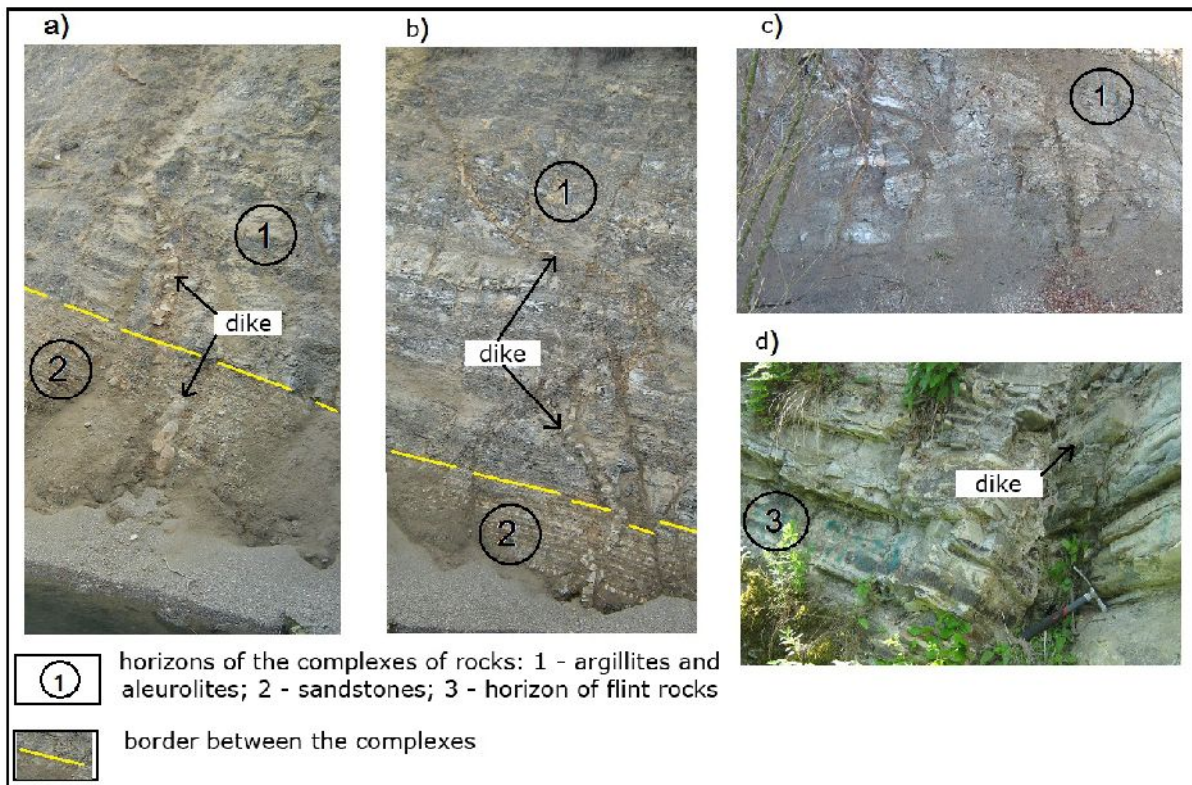 a)
b)
c)
1
1
1
dike
2
dike
2
d)
dike
3
1
horizons of the complexes of rocks: 1 - argillites and
aleurolites; 2 - sandstones; 3 - horizon of flint rocks
border between the complexes